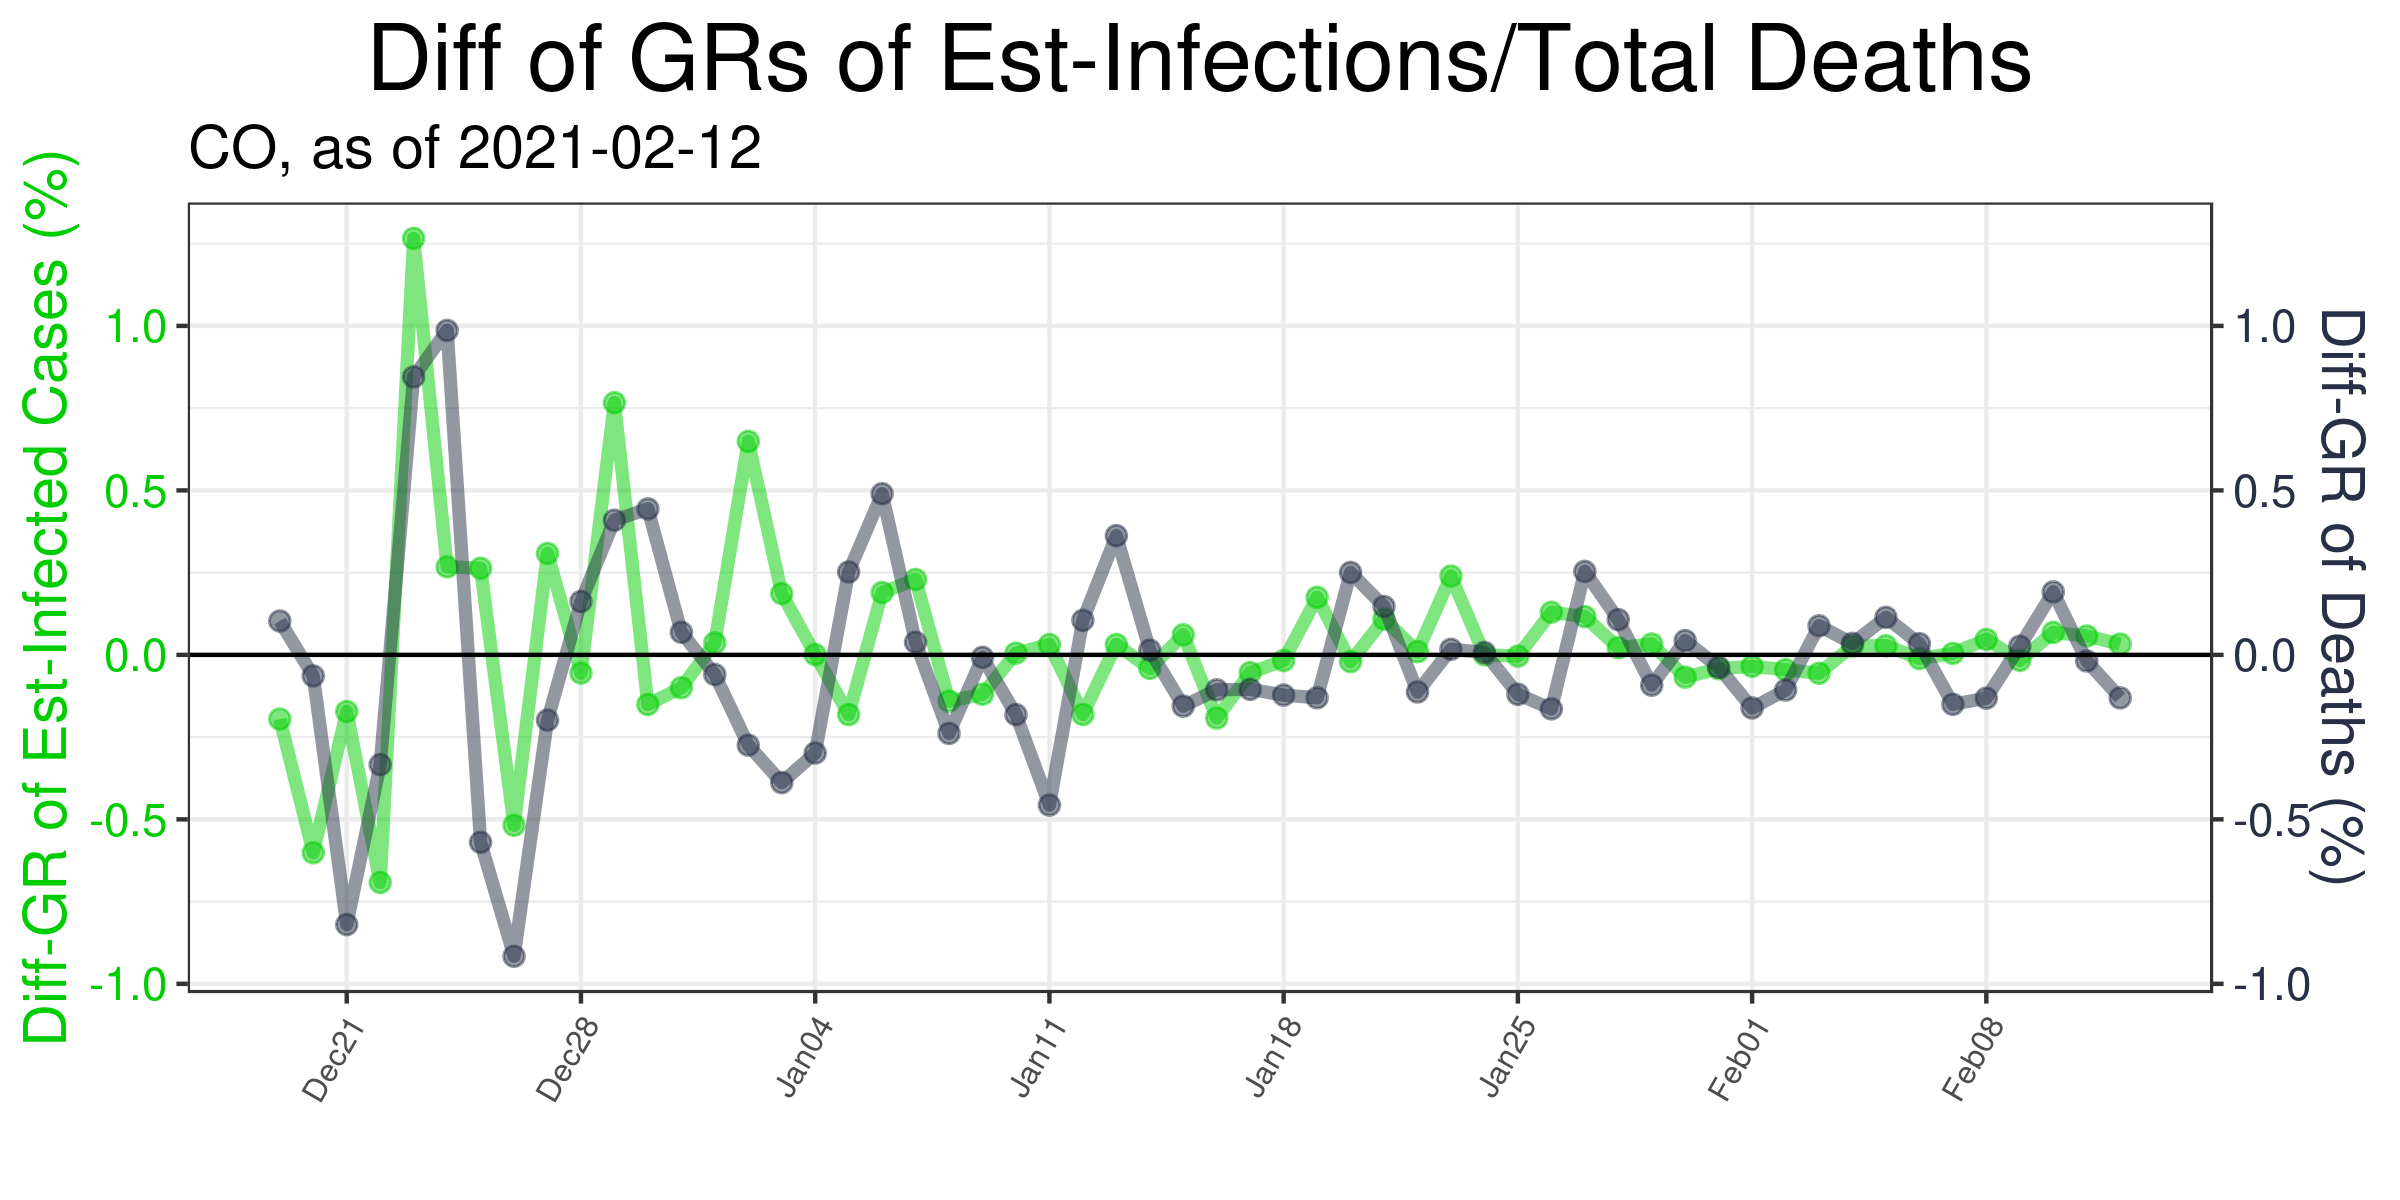 Diff of GRs of Est-Infections/Total Deaths
CO, as of 2021-02-12
Diff-GR of Est-Infected Cases (%)
1.0
0.5
0.0
-0.5
-1.0
1.0
0.5
0.0
-0.5
-1.0
Diff-GR of Deaths (%)
Dec21
Dec28
Jan04
Jan11
Jan18
Jan25
Feb01
Feb08